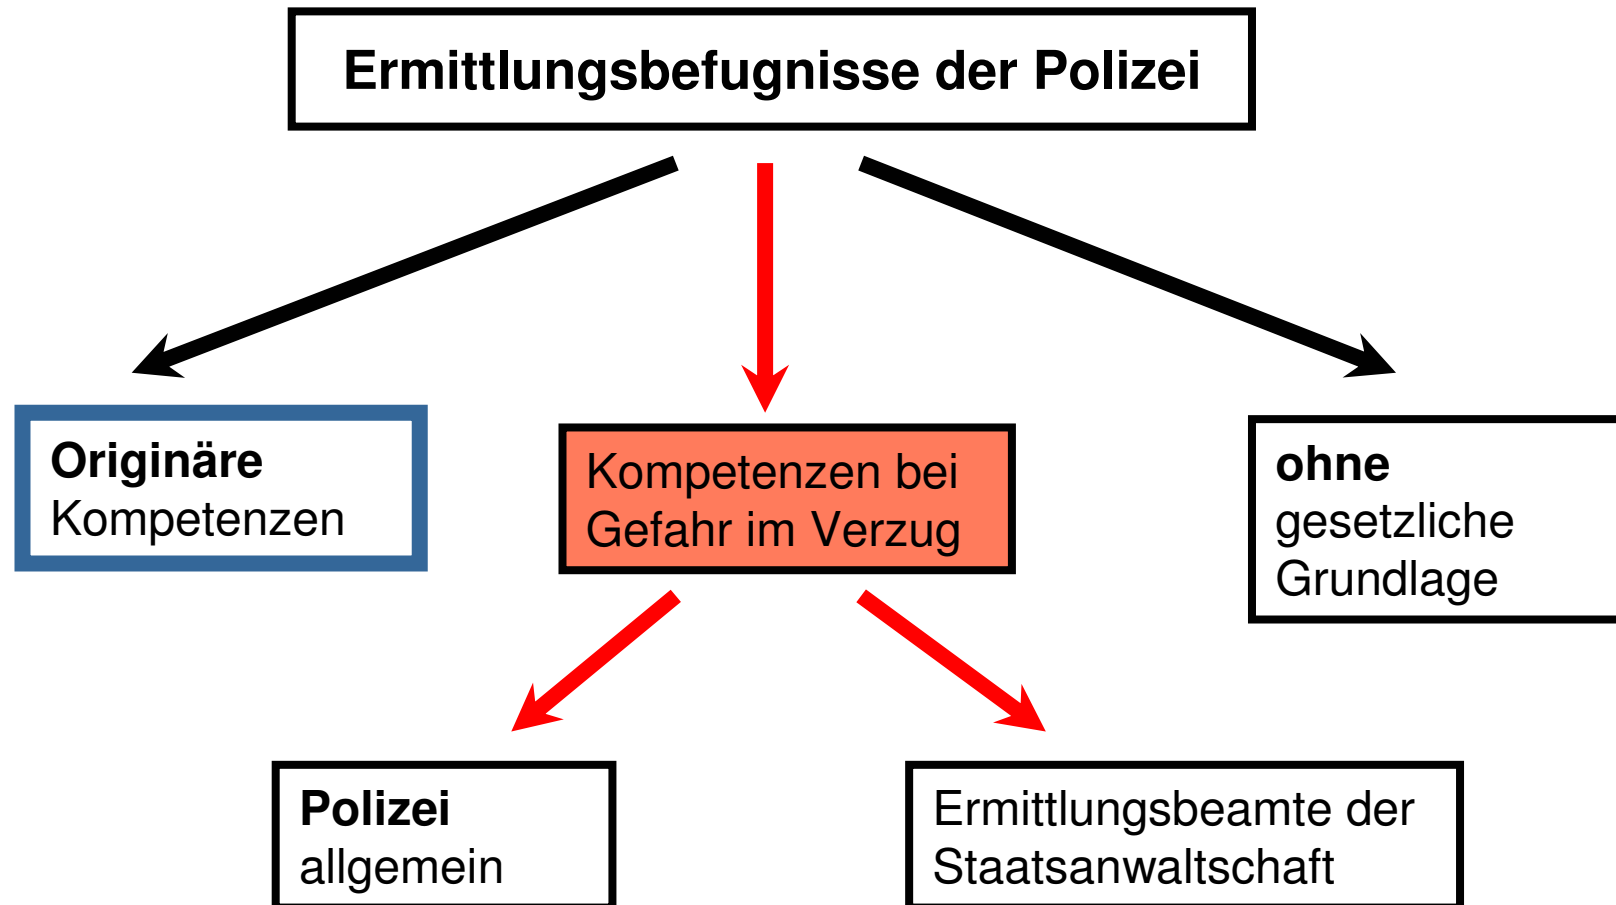 Ermittlungsbefugnisse der Polizei
Originäre
Kompetenzen
Kompetenzen bei
Gefahr im Verzug
ohne
gesetzliche
Grundlage
Polizei
allgemein
Ermittlungsbeamte der
Staatsanwaltschaft